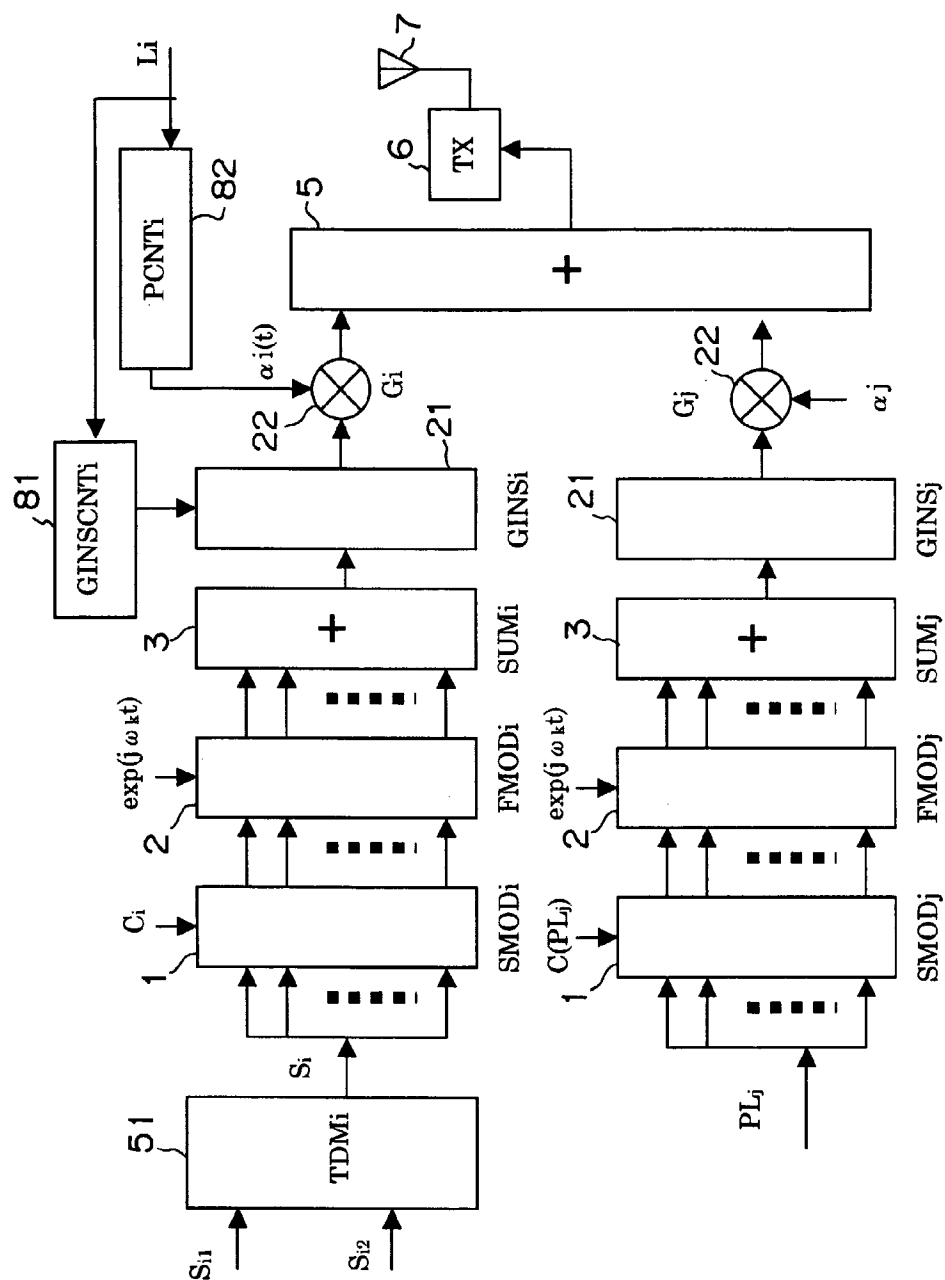 Li
PCNTi
82
81
GINSCNTi
αi(t)
22
Gi
7
6
TX
5
+
51
TDMi
Si1
Si2
Si
Ci
1
SMODi
exp(jωkt)
2
FMODi
3
+
SUMi
21
GINSi
PLj
C(PLj)
1
SMODj
exp(jωkt)
2
FMODj
3
+
SUMj
21
GINSj
Gj
22
αj